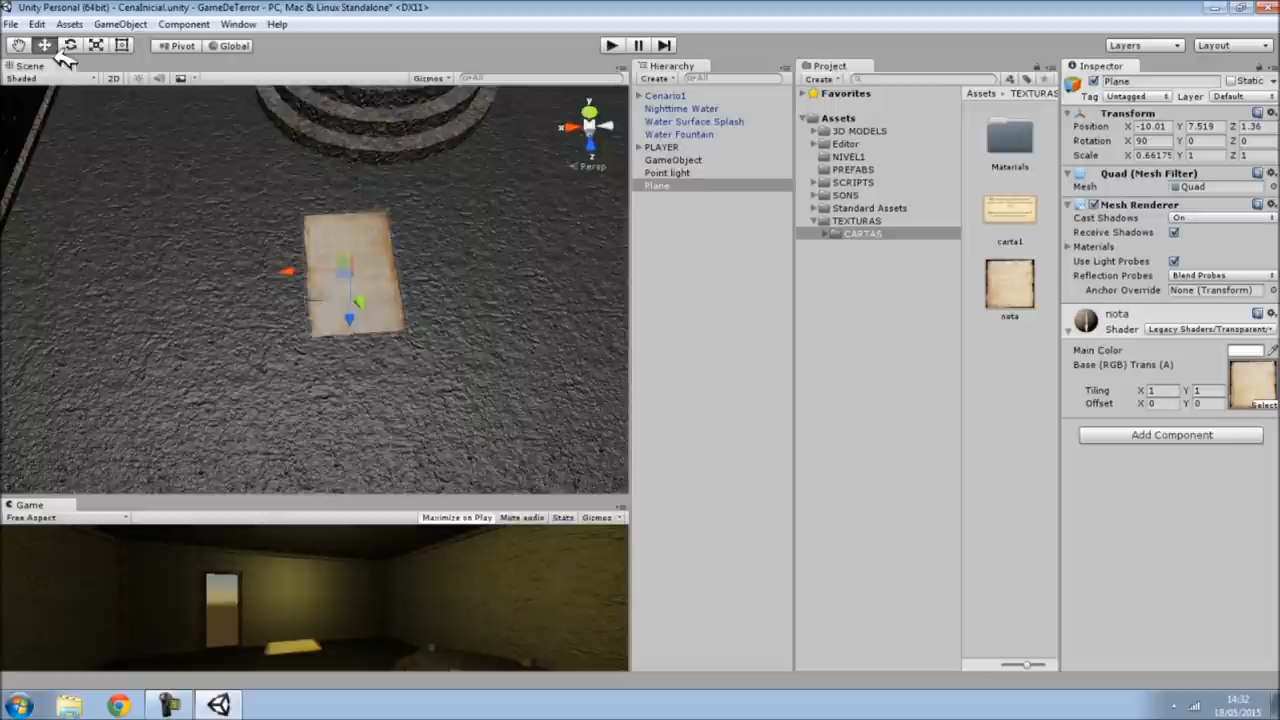 Unity Personal (64bit) - CenaInicial.unity - GameDeTerror - PC, Mac & Linux Standalone* <DX11>
File Edit Assets GameObject Component Window Help
Pivot Global Layers Layout
Scene Hierarchy Project Inspector
Shaded 2D Gizmos All Create All Create Plane Static
Favorites Assets TEXTURAS Tag Untagged Layer Default
Cenario1
Nighttime Water
Water Surface Splash
Water Fountain
PLAYER
GameObject
Point light
Plane
Assets
3D MODELS
Editor
NIVEL1
PREFABS
SCRIPTS
SONS
Standard Assets
TEXTURAS
CARTAS
Materials
carta1
nota
Transform
Position X -10.01 Y 7.519 Z 1.36
Rotation X 90 Y 0 Z 0
Scale X 0.6617 Y 1 Z 1
Quad (Mesh Filter)
Mesh Quad
Mesh Renderer
Cast Shadows On
Receive Shadows
Materials
Use Light Probes
Reflection Probes Blend Probes
Anchor Override None (Transform)
nota
Shader Legacy Shaders/Transparent/
Main Color
Base (RGB) Trans (A)
Tiling X 1 Y 1
Offset X 0 Y 0
Select
Add Component
y
x
z
Persp
Game
Free Aspect Maximize on Play Mute audio Stats Gizmos
14:32
18/05/2015